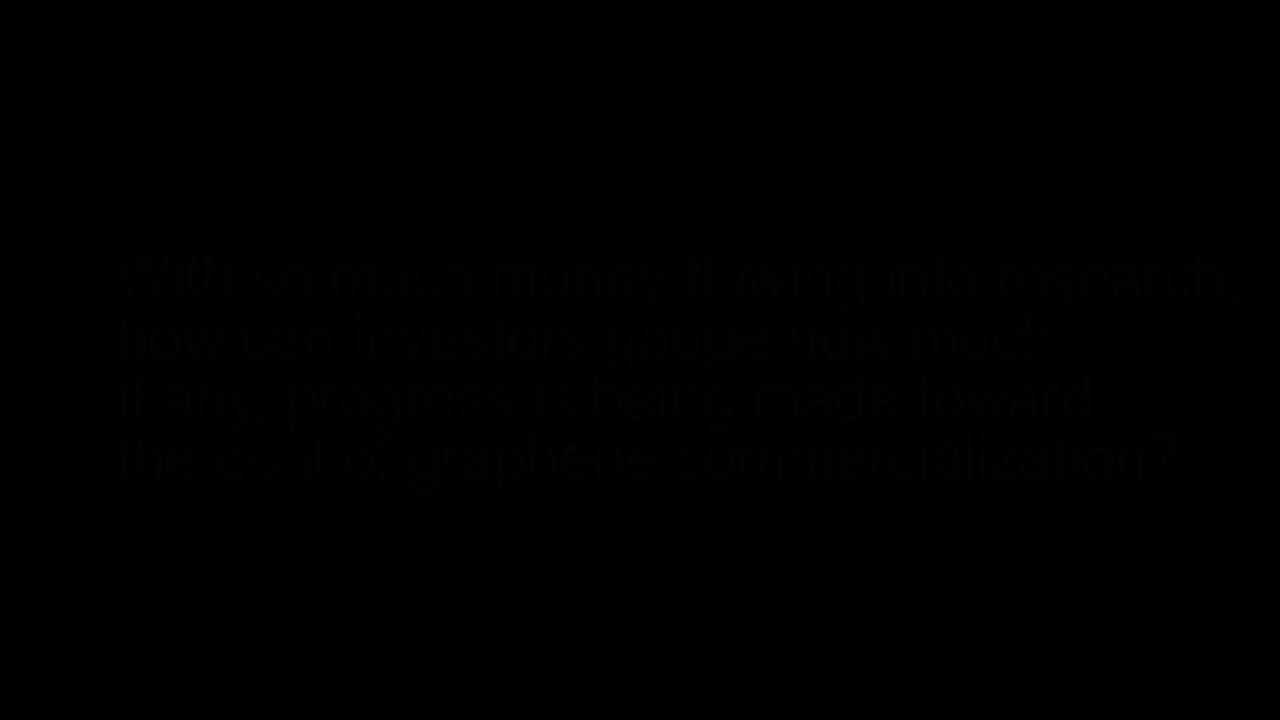 With so much money flowing into research,
how can investors gauge how much,
if any, progress is being made toward
the goal of graphene commercialization?